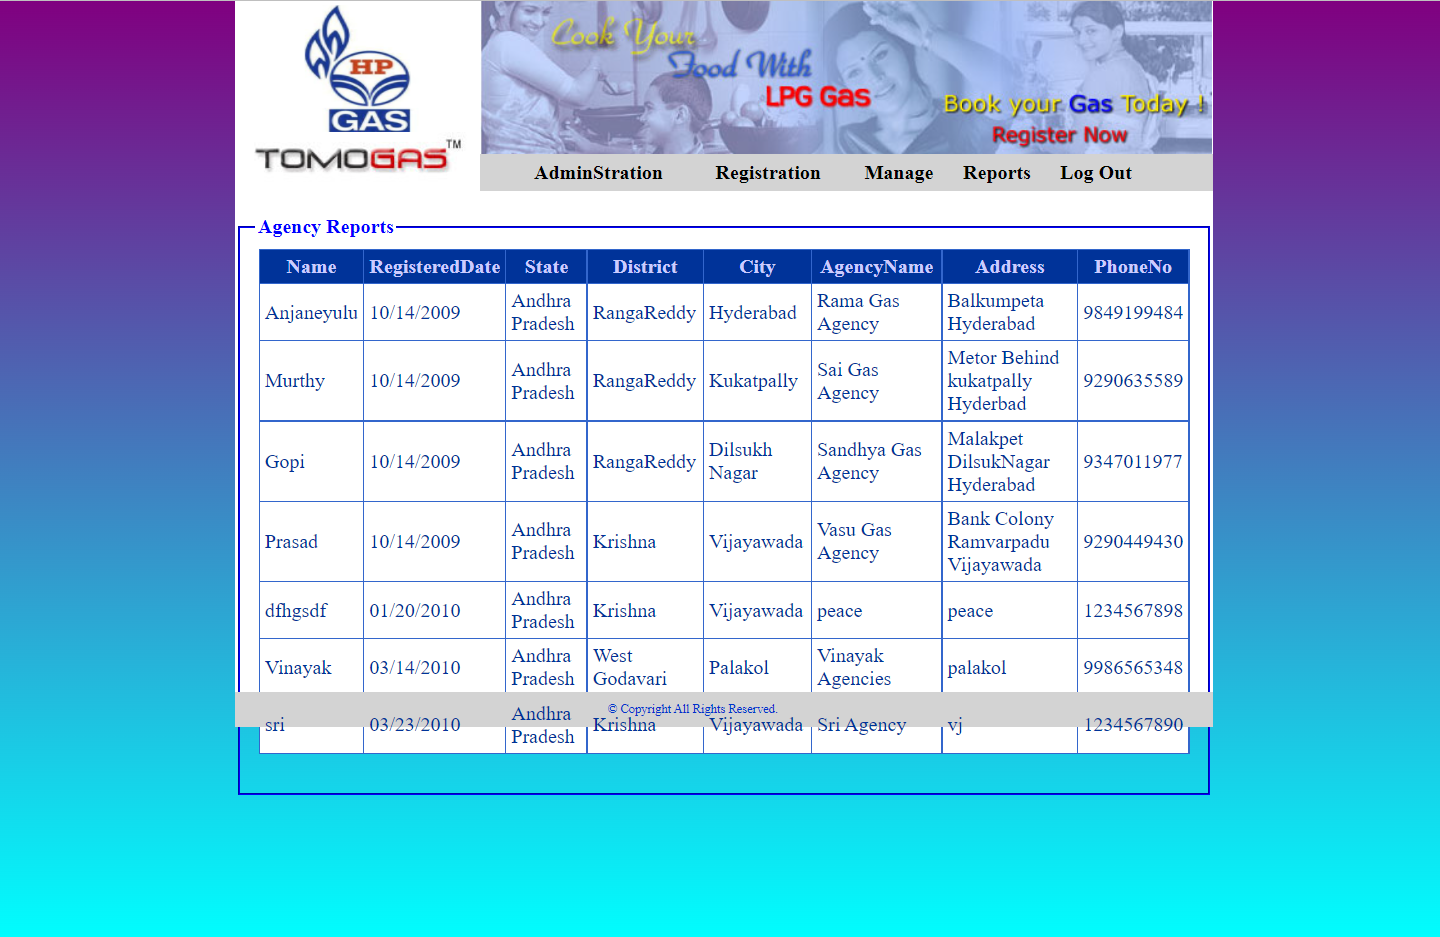 HP
GAS
TOMOGAS™
Cook Your
Food With
LPG Gas
Book your Gas Today !
Register Now
AdminStration Registration Manage Reports Log Out
Agency Reports
Name RegisteredDate State District City AgencyName Address PhoneNo
Anjaneyulu 10/14/2009 Andhra Pradesh RangaReddy Hyderabad Rama Gas Agency Balkumpeta Hyderabad 9849199484
Murthy 10/14/2009 Andhra Pradesh RangaReddy Kukatpally Sai Gas Agency Metor Behind kukatpally Hyderbad 9290635589
Gopi 10/14/2009 Andhra Pradesh RangaReddy Dilsukh Nagar Sandhya Gas Agency Malakpet DilsukNagar Hyderabad 9347011977
Prasad 10/14/2009 Andhra Pradesh Krishna Vijayawada Vasu Gas Agency Bank Colony Ramvarpadu Vijayawada 9290449430
dfhgsdf 01/20/2010 Andhra Pradesh Krishna Vijayawada peace peace 1234567898
Vinayak 03/14/2010 Andhra Pradesh West Godavari Palakol Vinayak Agencies palakol 9986565348
© Copyright All Rights Reserved.
sri 03/23/2010 Andhra Pradesh Krishna Vijayawada Sri Agency vj 1234567890